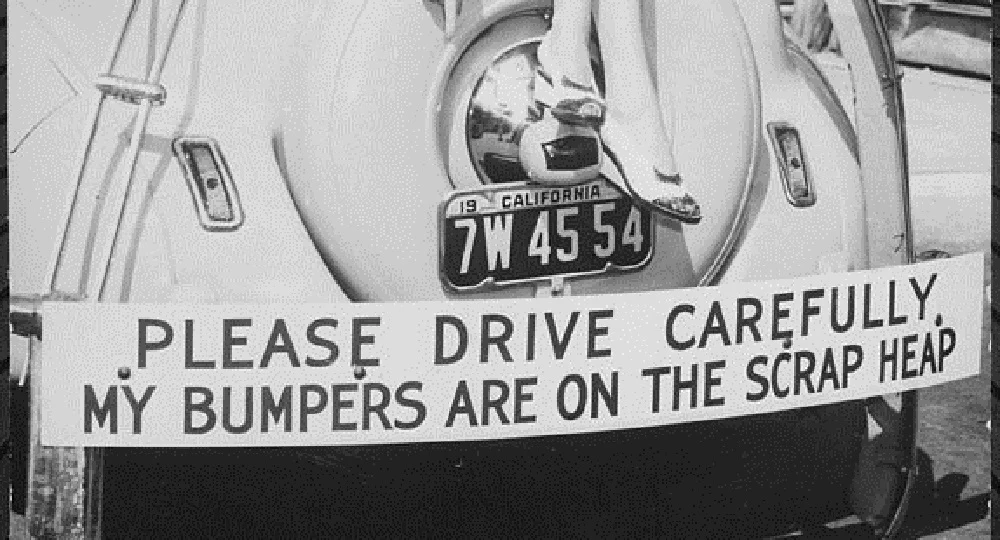 19 CALIFORNIA
7W 45 54
PLEASE DRIVE CAREFULLY,
MY BUMPERS ARE ON THE SCRAP HEAP